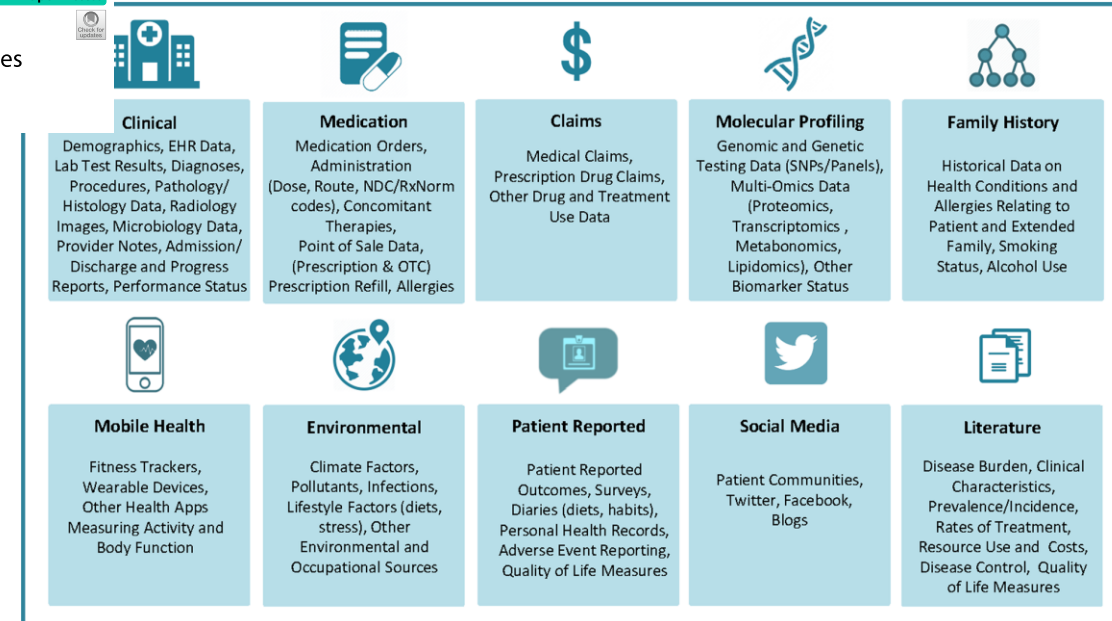 Check for
updates
es
Clinical
Demographics, EHR Data,
Lab Test Results, Diagnoses,
Procedures, Pathology/
Histology Data, Radiology
Images, Microbiology Data,
Provider Notes, Admission/
Discharge and Progress
Reports, Performance Status
Medication
Medication Orders,
Administration
(Dose, Route, NDC/RxNorm
codes), Concomitant
Therapies,
Point of Sale Data,
(Prescription & OTC)
Prescription Refill, Allergies
Claims
Medical Claims,
Prescription Drug Claims,
Other Drug and Treatment
Use Data
Molecular Profiling
Genomic and Genetic
Testing Data (SNPs/Panels),
Multi-Omics Data
(Proteomics,
Transcriptomics ,
Metabonomics,
Lipidomics), Other
Biomarker Status
Family History
Historical Data on
Health Conditions and
Allergies Relating to
Patient and Extended
Family, Smoking
Status, Alcohol Use
Mobile Health
Fitness Trackers,
Wearable Devices,
Other Health Apps
Measuring Activity and
Body Function
Environmental
Climate Factors,
Pollutants, Infections,
Lifestyle Factors (diets,
stress), Other
Environmental and
Occupational Sources
Patient Reported
Patient Reported
Outcomes, Surveys,
Diaries (diets, habits),
Personal Health Records,
Adverse Event Reporting,
Quality of Life Measures
Social Media
Patient Communities,
Twitter, Facebook,
Blogs
Literature
Disease Burden, Clinical
Characteristics,
Prevalence/Incidence,
Rates of Treatment,
Resource Use and Costs,
Disease Control, Quality
of Life Measures